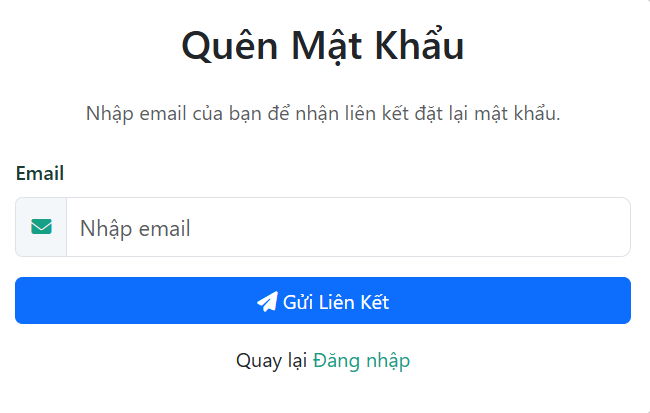 Quên Mật Khẩu
Nhập email của bạn để nhận liên kết đặt lại mật khẩu.
Email
Nhập email
Gửi Liên Kết
Quay lại Đăng nhập